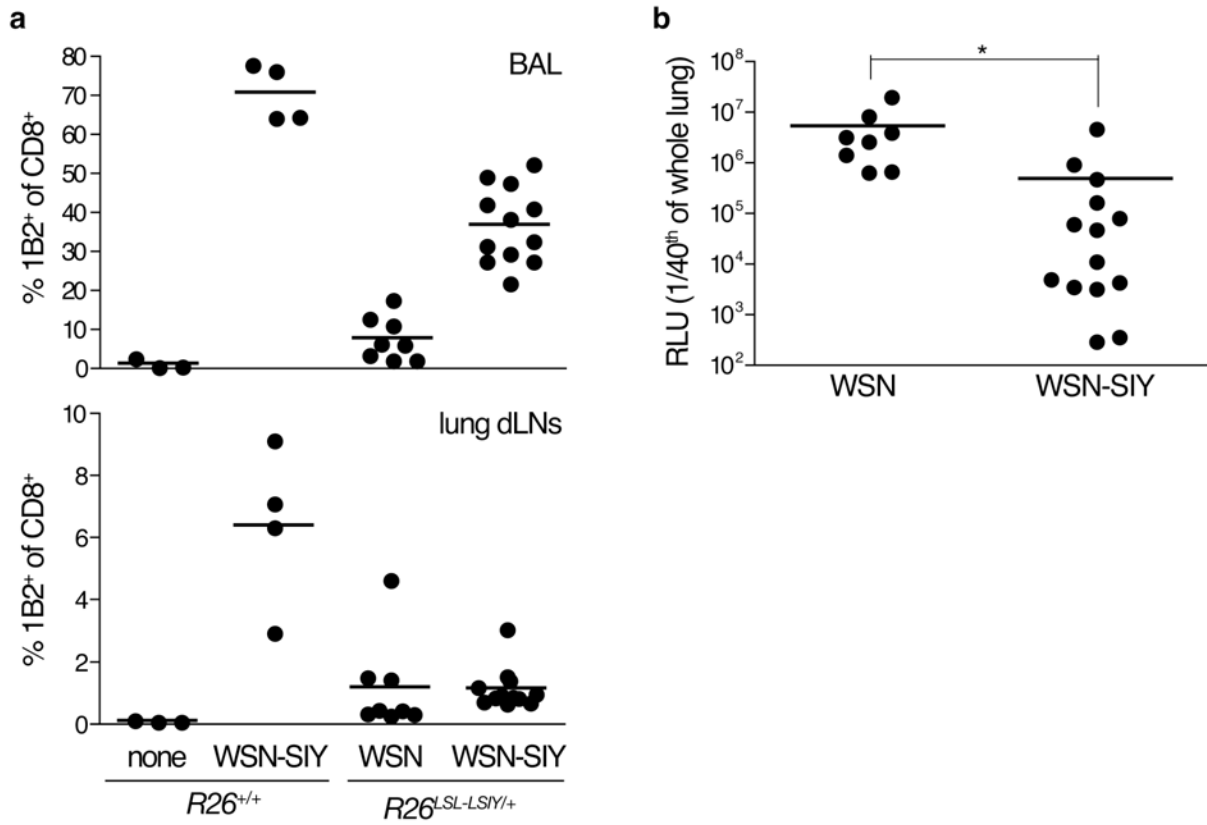 a
% 1B2⁺ of CD8⁺
80
70
60
50
40
30
20
10
0
BAL
% 1B2⁺ of CD8⁺
10
8
6
4
2
0
lung dLNs
none WSN-SIY WSN WSN-SIY
R26⁺/⁺ R26ᴸˢᴸ⁻ᴸˢᴵʸ/⁺
b
RLU (1/40ᵗʰ of whole lung)
10⁸
10⁷
10⁶
10⁵
10⁴
10³
10²
*
WSN WSN-SIY